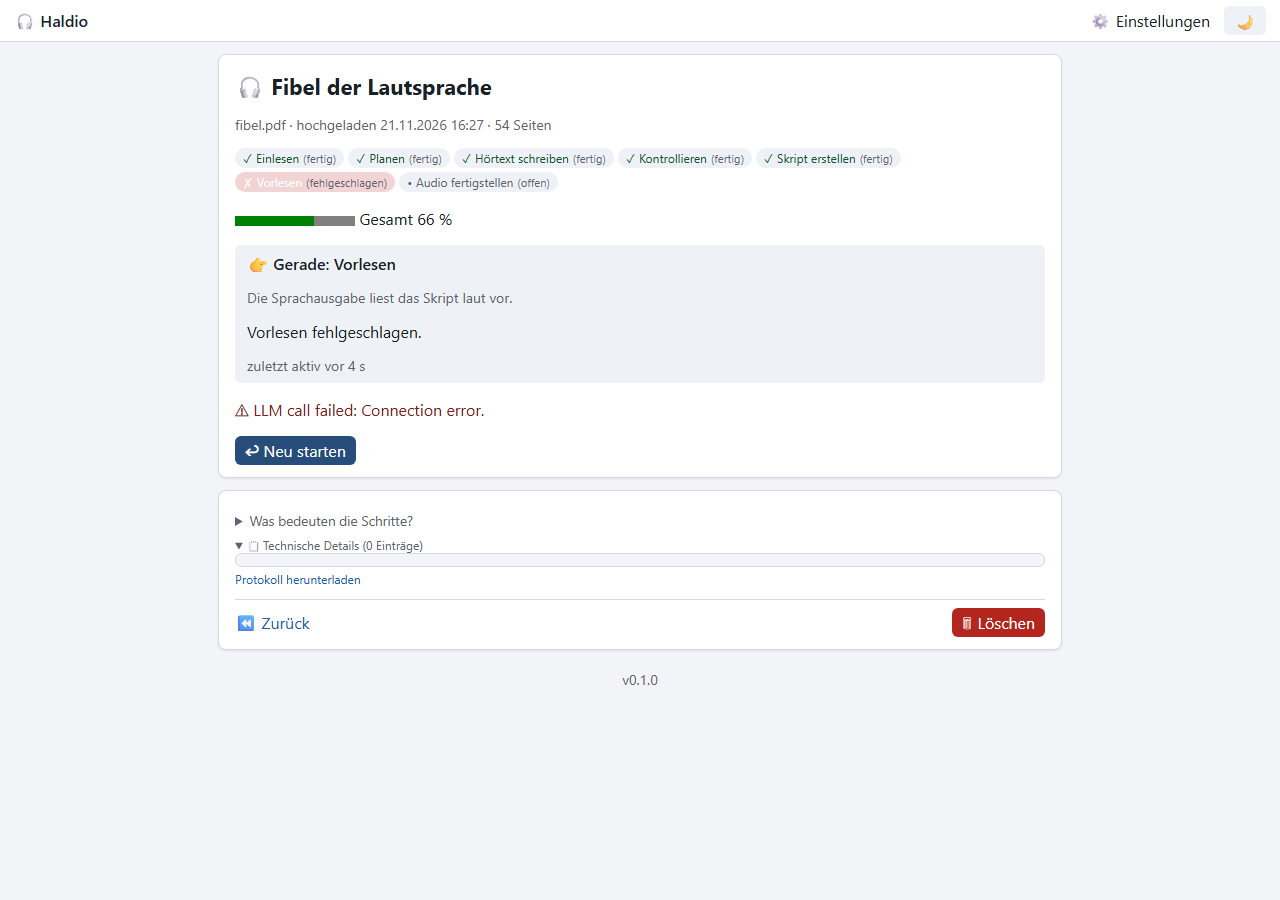 🎧 Haldio
⚙️ Einstellungen 🌙
🎧 Fibel der Lautsprache
fibel.pdf · hochgeladen 21.11.2026 16:27 · 54 Seiten
✓ Einlesen (fertig) ✓ Planen (fertig) ✓ Hörtext schreiben (fertig) ✓ Kontrollieren (fertig) ✓ Skript erstellen (fertig)
✗ Vorlesen (fehlgeschlagen) • Audio fertigstellen (offen)
Gesamt 66 %
👉 Gerade: Vorlesen
Die Sprachausgabe liest das Skript laut vor.
Vorlesen fehlgeschlagen.
zuletzt aktiv vor 4 s
⚠ LLM call failed: Connection error.
↩ Neu starten
▶ Was bedeuten die Schritte?
▼ 📋 Technische Details (0 Einträge)
Protokoll herunterladen
⏪ Zurück
🗑 Löschen
v0.1.0